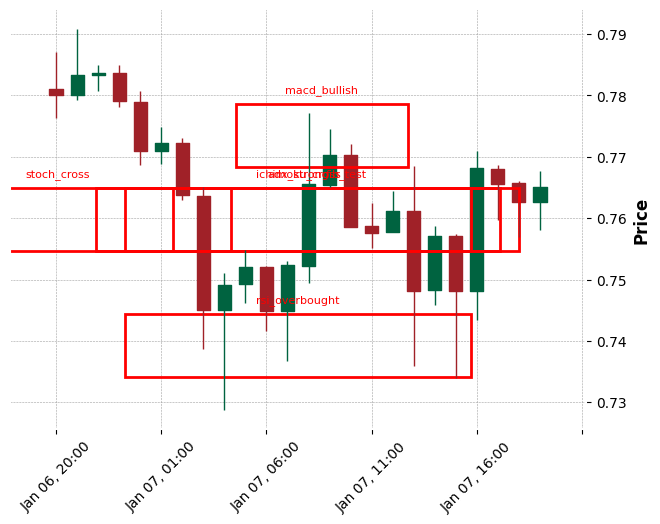 0.79
0.78
0.77
0.76
0.75
0.74
0.73
Price
macd_bullish
stoch_cross
Jan 06, 20:00
Jan 07, 01:00
Jan 07, 06:00
Jan 07, 11:00
Jan 07, 16:00